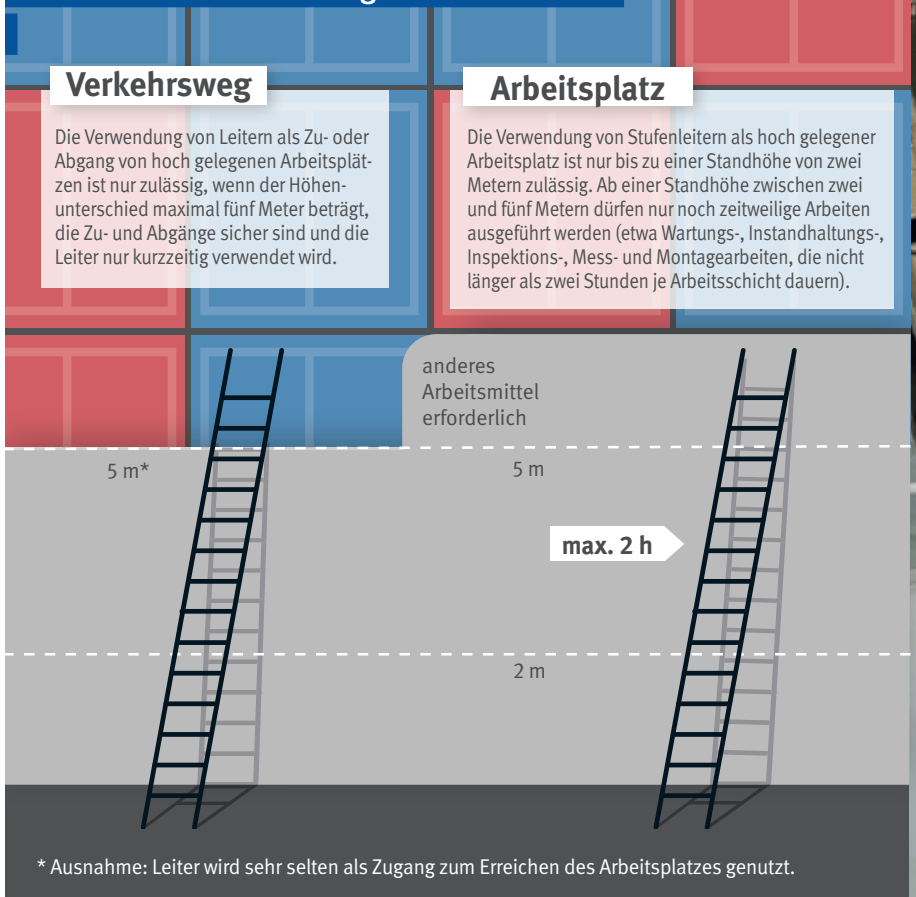 Verkehrsweg
Die Verwendung von Leitern als Zu- oder
Abgang von hoch gelegenen Arbeitsplät-
zen ist nur zulässig, wenn der Höhen-
unterschied maximal fünf Meter beträgt,
die Zu- und Abgänge sicher sind und die
Leiter nur kurzzeitig verwendet wird.
Arbeitsplatz
Die Verwendung von Stufenleitern als hoch gelegener
Arbeitsplatz ist nur bis zu einer Standhöhe von zwei
Metern zulässig. Ab einer Standhöhe zwischen zwei
und fünf Metern dürfen nur noch zeitweilige Arbeiten
ausgeführt werden (etwa Wartungs-, Instandhaltungs-,
Inspektions-, Mess- und Montagearbeiten, die nicht
länger als zwei Stunden je Arbeitsschicht dauern).
anderes
Arbeitsmittel
erforderlich
5 m*
5 m
max. 2 h
2 m
* Ausnahme: Leiter wird sehr selten als Zugang zum Erreichen des Arbeitsplatzes genutzt.